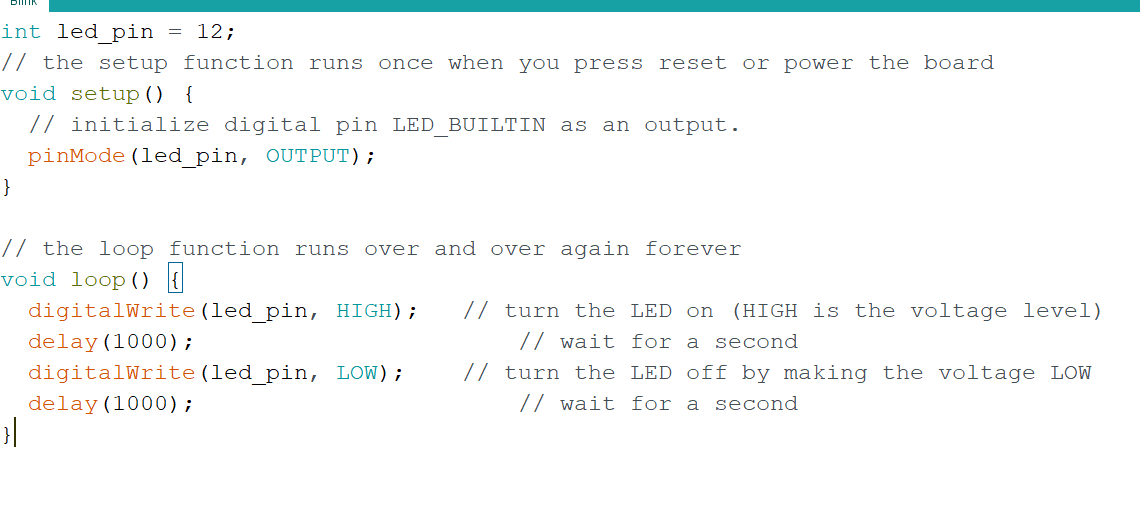 Blink
int led_pin = 12;
// the setup function runs once when you press reset or power the board
void setup() {
  // initialize digital pin LED_BUILTIN as an output.
  pinMode(led_pin, OUTPUT);
}

// the loop function runs over and over again forever
void loop() {
  digitalWrite(led_pin, HIGH);   // turn the LED on (HIGH is the voltage level)
  delay(1000);                       // wait for a second
  digitalWrite(led_pin, LOW);    // turn the LED off by making the voltage LOW
  delay(1000);                       // wait for a second
}